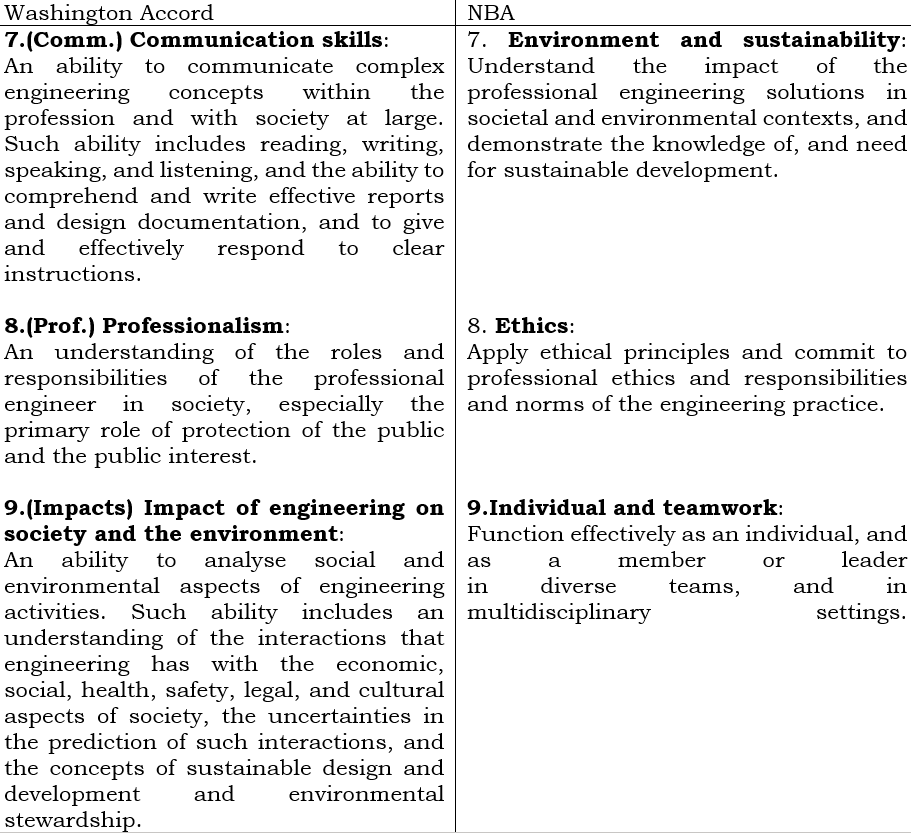 Washington Accord
NBA
7.(Comm.) Communication skills:
An ability to communicate complex
engineering concepts within the
profession and with society at large.
Such ability includes reading, writing,
speaking, and listening, and the ability to
comprehend and write effective reports
and design documentation, and to give
and effectively respond to clear
instructions.
7. Environment and sustainability:
Understand the impact of the
professional engineering solutions in
societal and environmental contexts, and
demonstrate the knowledge of, and need
for sustainable development.
8.(Prof.) Professionalism:
An understanding of the roles and
responsibilities of the professional
engineer in society, especially the
primary role of protection of the public
and the public interest.
8. Ethics:
Apply ethical principles and commit to
professional ethics and responsibilities
and norms of the engineering practice.
9.(Impacts) Impact of engineering on
society and the environment:
An ability to analyse social and
environmental aspects of engineering
activities. Such ability includes an
understanding of the interactions that
engineering has with the economic,
social, health, safety, legal, and cultural
aspects of society, the uncertainties in
the prediction of such interactions, and
the concepts of sustainable design and
development and environmental
stewardship.
9.Individual and teamwork:
Function effectively as an individual, and
as a member or leader
in diverse teams, and in
multidisciplinary settings.